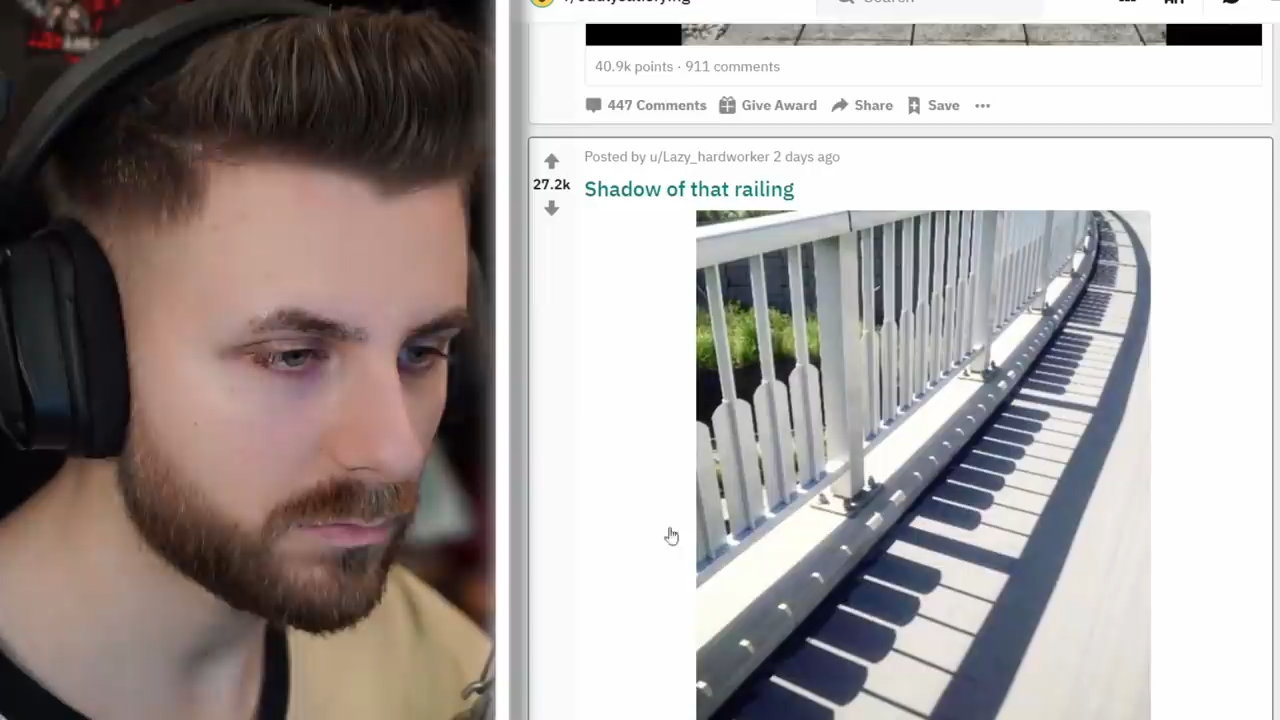 40.9k points · 911 comments
447 Comments Give Award Share Save
Posted by u/Lazy_hardworker 2 days ago
27.2k
Shadow of that railing